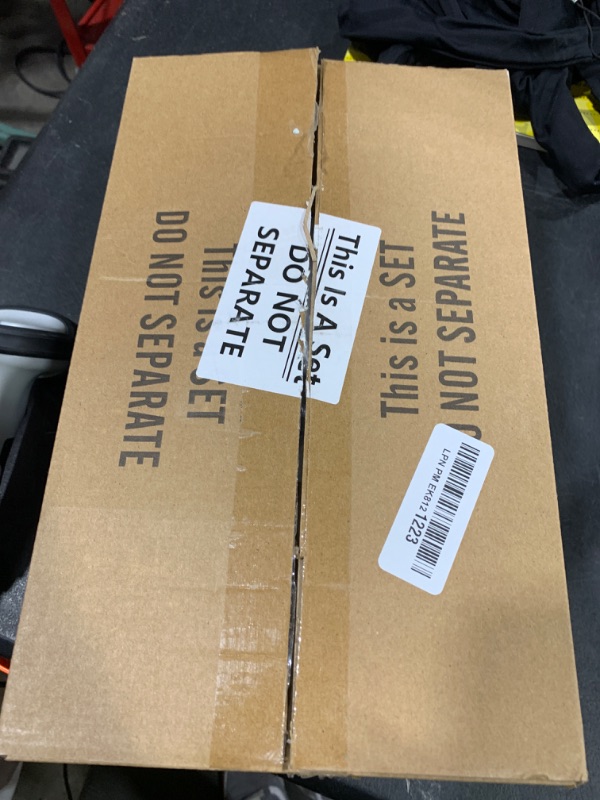 This is a SET
DO NOT SEPARATE
This Is A Set
DO NOT
SEPARATE
This is a SET
DO NOT SEPARATE
LPN PM EK812 1223